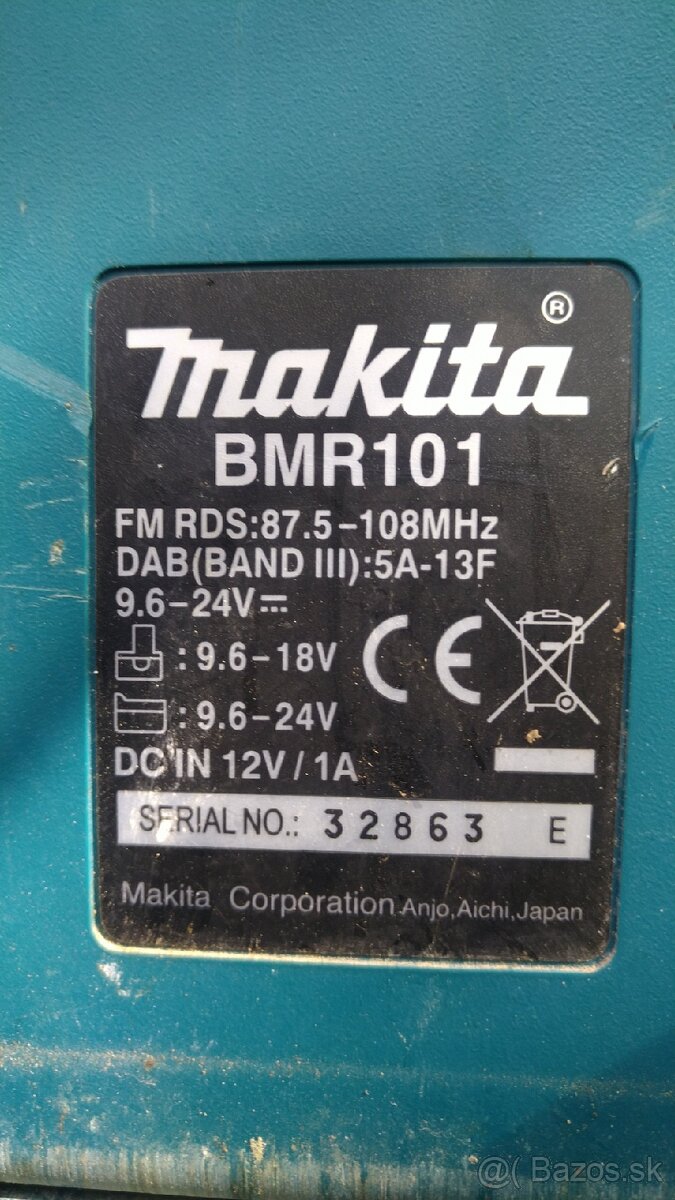 makita®
BMR101
FM RDS:87.5-108MHz
DAB(BAND III):5A-13F
9.6-24V⎓
: 9.6-18V
: 9.6-24V
CE
DC IN 12V / 1A
SERIAL NO.: 32863 E
Makita Corporation Anjo,Aichi,Japan
@( Bazos.sk